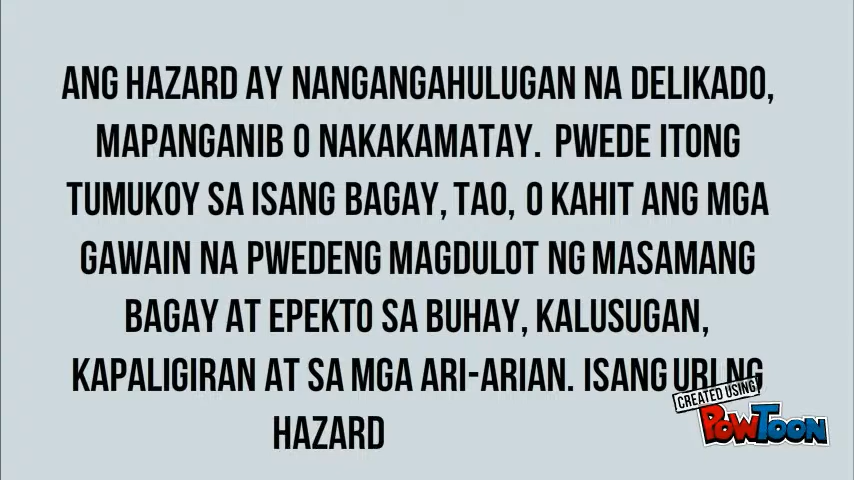 ANG HAZARD AY NANGANGAHULUGAN NA DELIKADO,
MAPANGANIB O NAKAKAMATAY. PWEDE ITONG
TUMUKOY SA ISANG BAGAY, TAO, O KAHIT ANG MGA
GAWAIN NA PWEDENG MAGDULOT NG MASAMANG
BAGAY AT EPEKTO SA BUHAY, KALUSUGAN,
KAPALIGIRAN AT SA MGA ARI-ARIAN. ISANG URI NG
HAZARD
CREATED USING
POWTOON